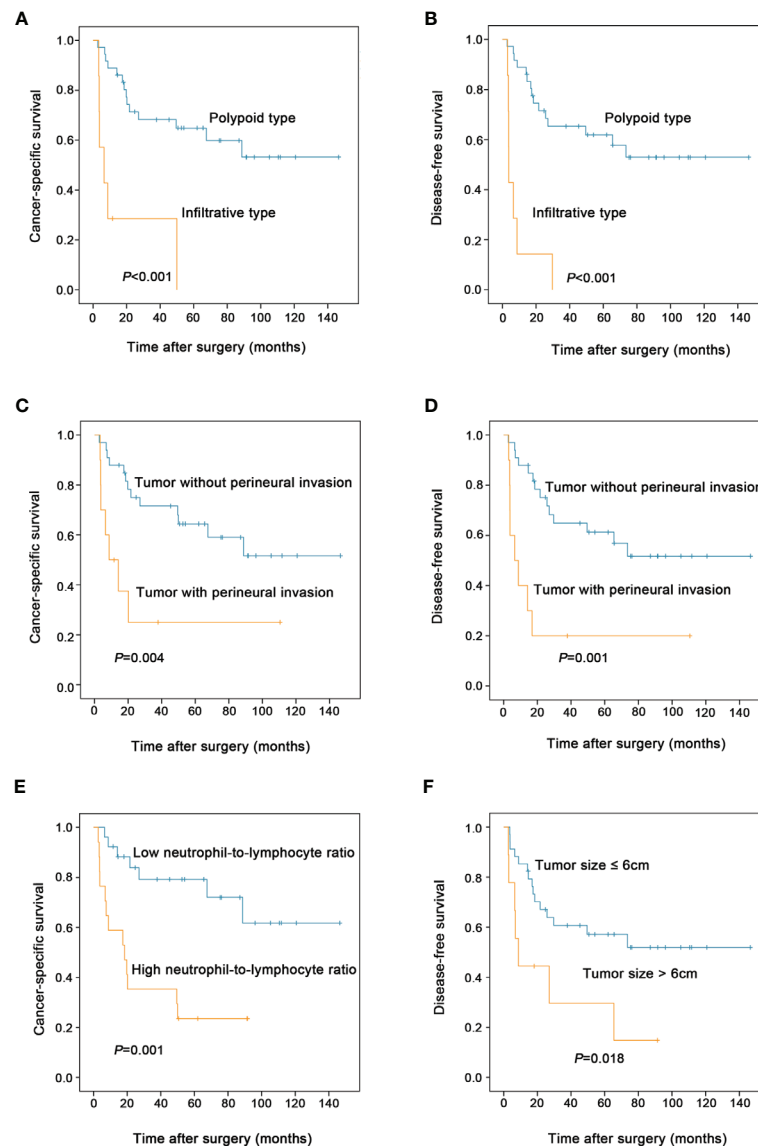 A
1.0
0.8
0.6
0.4
0.2
0.0
Cancer-specific survival
Polypoid type
Infiltrative type
P<0.001
0 20 40 60 80 100 120 140
Time after surgery (months)
B
1.0
0.8
0.6
0.4
0.2
0.0
Disease-free survival
Polypoid type
Infiltrative type
P<0.001
0 20 40 60 80 100 120 140
Time after surgery (months)
C
1.0
0.8
0.6
0.4
0.2
0.0
Cancer-specific survival
Tumor without perineural invasion
Tumor with perineural invasion
P=0.004
0 20 40 60 80 100 120 140
Time after surgery (months)
D
1.0
0.8
0.6
0.4
0.2
0.0
Disease-free survival
Tumor without perineural invasion
Tumor with perineural invasion
P=0.001
0 20 40 60 80 100 120 140
Time after surgery (months)
E
1.0
0.8
0.6
0.4
0.2
0.0
Cancer-specific survival
Low neutrophil-to-lymphocyte ratio
High neutrophil-to-lymphocyte ratio
P=0.001
0 20 40 60 80 100 120 140
Time after surgery (months)
F
1.0
0.8
0.6
0.4
0.2
0.0
Disease-free survival
Tumor size ≤ 6cm
Tumor size > 6cm
P=0.018
0 20 40 60 80 100 120 140
Time after surgery (months)